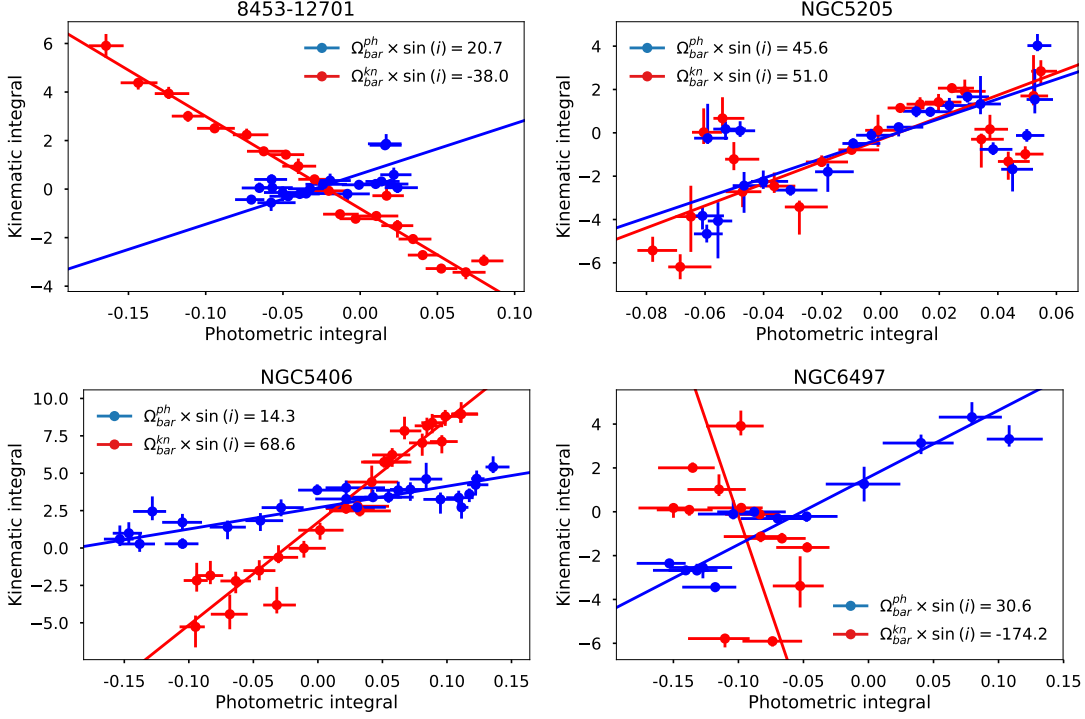 8453-12701
Ω_bar^ph × sin (i) = 20.7
Ω_bar^kn × sin (i) = -38.0
Kinematic integral
6
4
2
0
−2
−4
-0.15
-0.10
-0.05
0.00
0.05
0.10
Photometric integral
NGC5205
Ω_bar^ph × sin (i) = 45.6
Ω_bar^kn × sin (i) = 51.0
Kinematic integral
4
2
0
−2
−4
−6
-0.08
-0.06
-0.04
-0.02
0.00
0.02
0.04
0.06
Photometric integral
NGC5406
Ω_bar^ph × sin (i) = 14.3
Ω_bar^kn × sin (i) = 68.6
Kinematic integral
10.0
7.5
5.0
2.5
0.0
−2.5
−5.0
-0.15
-0.10
-0.05
0.00
0.05
0.10
0.15
Photometric integral
NGC6497
Ω_bar^ph × sin (i) = 30.6
Ω_bar^kn × sin (i) = -174.2
Kinematic integral
4
2
0
−2
−4
−6
-0.15
-0.10
-0.05
0.00
0.05
0.10
0.15
Photometric integral